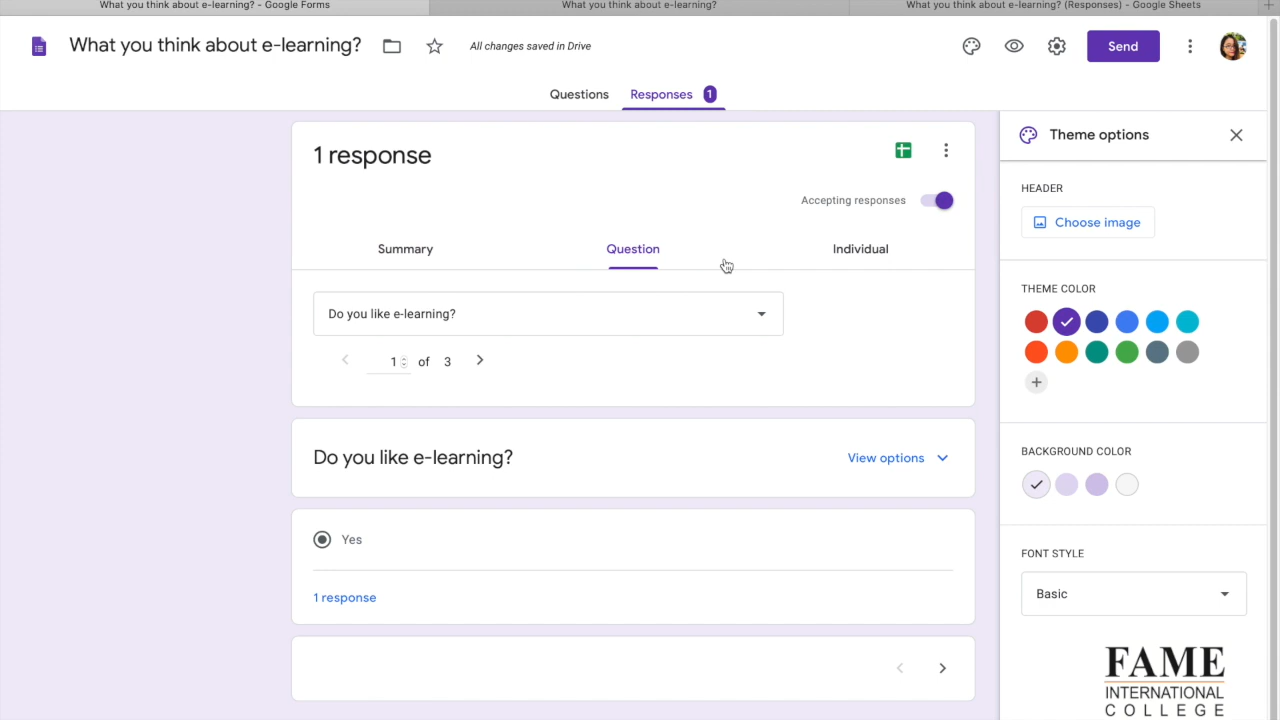 What you think about e-learning? - Google Forms
What you think about e-learning?
What you think about e-learning? (Responses) - Google Sheets
What you think about e-learning?
All changes saved in Drive
Send
Questions
Responses 1
1 response
Accepting responses
Summary
Question
Individual
Do you like e-learning?
1 of 3
Do you like e-learning?
View options
Yes
1 response
Theme options
HEADER
Choose image
THEME COLOR
BACKGROUND COLOR
FONT STYLE
Basic
FAME
INTERNATIONAL
COLLEGE